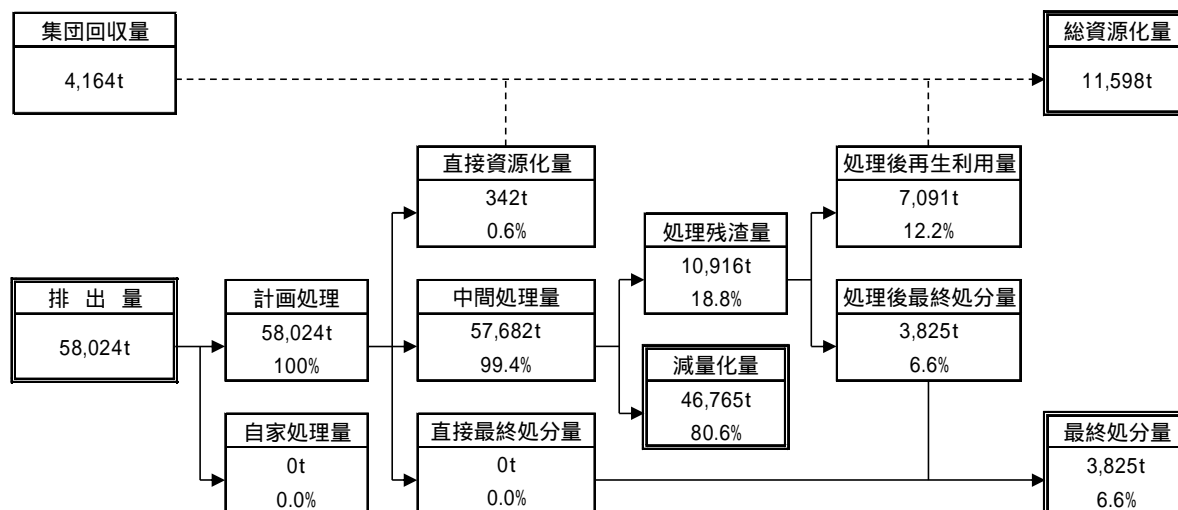 集団回収量
4,164t
総資源化量
11,598t
直接資源化量
342t
0.6%
処理後再生利用量
7,091t
12.2%
処理残渣量
10,916t
18.8%
排出量
58,024t
計画処理
58,024t
100%
中間処理量
57,682t
99.4%
処理後最終処分量
3,825t
6.6%
減量化量
46,765t
80.6%
自家処理量
0t
0.0%
直接最終処分量
0t
0.0%
最終処分量
3,825t
6.6%